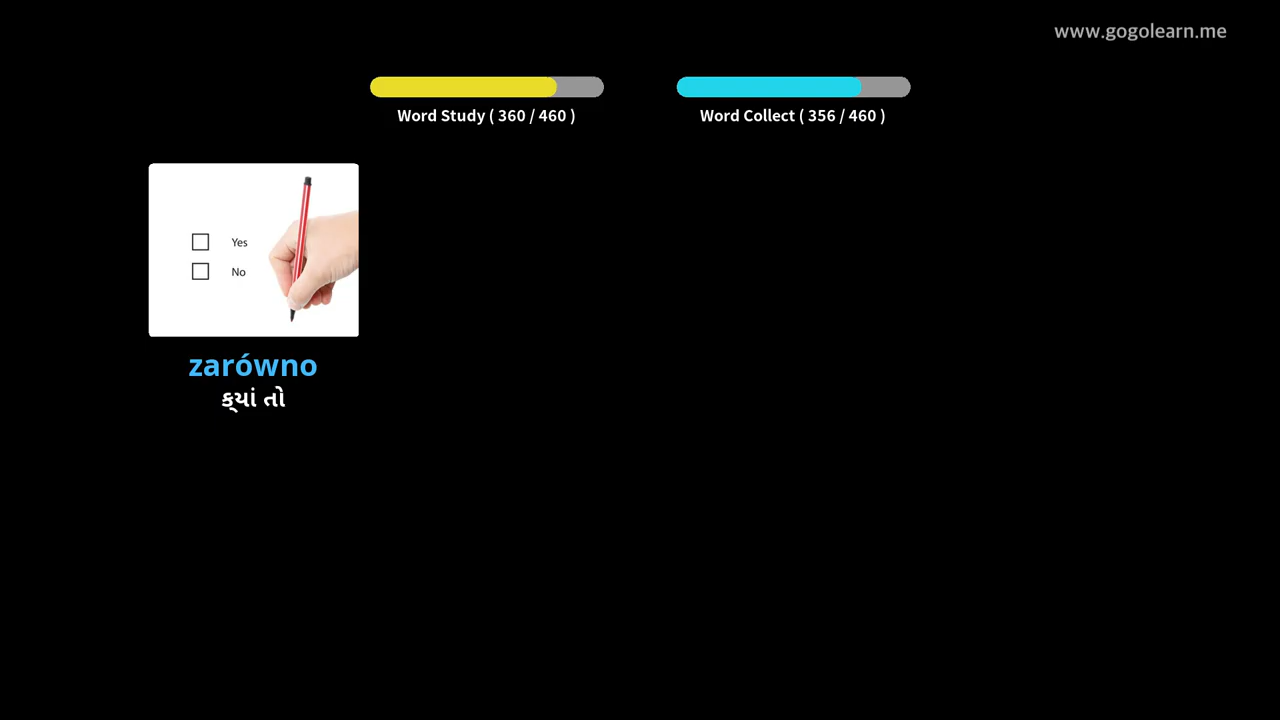 www.gogolearn.me
Word Study ( 360 / 460 )
Word Collect ( 356 / 460 )
Yes
No
zarówno
ક્યાં તો